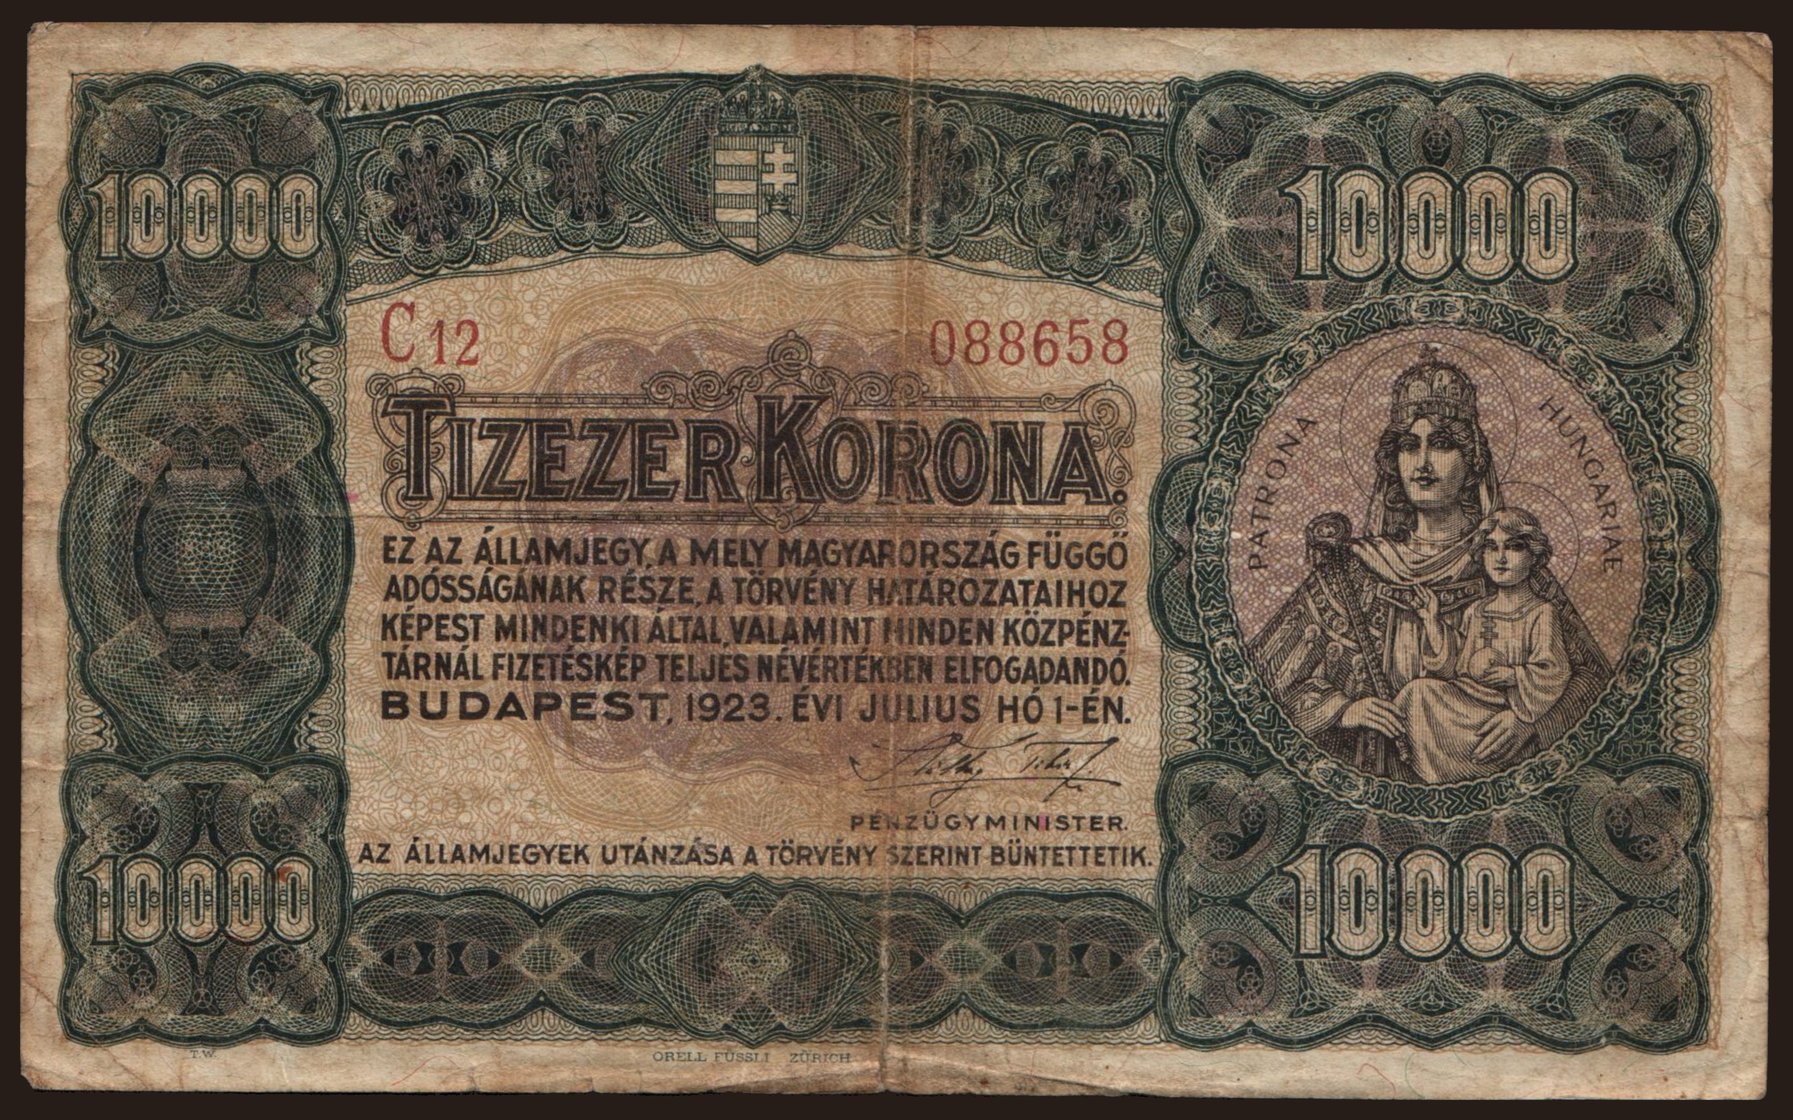 10000
10000
C12
088658
TIZEZER KORONA.
EZ AZ ÁLLAMJEGY, A MELY MAGYARORSZÁG FÜGGŐ
ADÓSSÁGÁNAK RÉSZE, A TÖRVÉNY HATÁROZATAIHOZ
KÉPEST MINDENKI ÁLTAL, VALAMINT MINDEN KÖZPÉNZ-
TÁRNÁL FIZETÉSKÉP TELJES NÉVÉRTÉKBEN ELFOGADANDÓ.
BUDAPEST, 1923. ÉVI JULIUS HÓ 1-ÉN.
PÉNZÜGYMINISTER.
AZ ÁLLAMJEGYEK UTÁNZÁSA A TÖRVÉNY SZERINT BÜNTETTETIK.
PATRONA HUNGARIAE
10000
10000
T.W.
ORELL FÜSSLI ZÜRICH